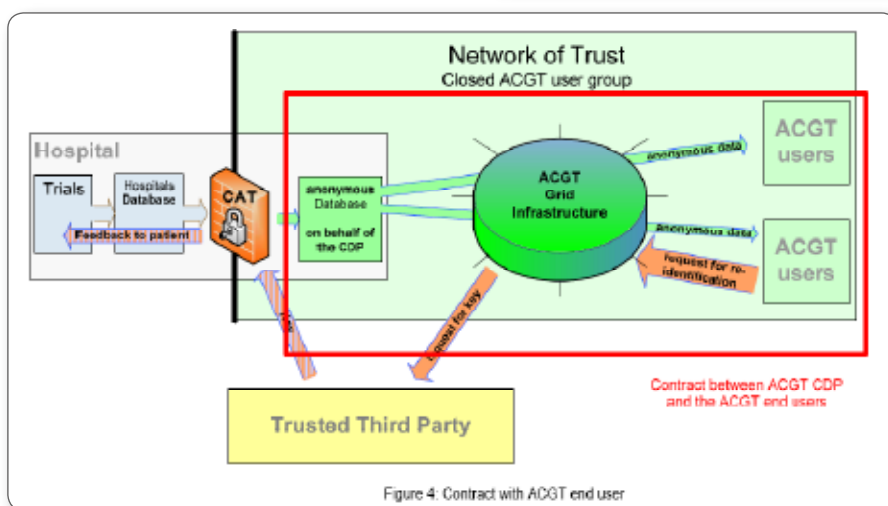 Network of Trust
Closed ACGT user group
Hospital
Trials
Hospitals
Database
CAT
Feedback to patient
anonymous
Database
on behalf
of the CDP
ACGT
Grid
Infrastructure
anonymous data
ACGT
users
anonymous data
request for re-
identification
ACGT
users
request for key
Trusted Third Party
Contract between ACGT CDP
and the ACGT end users
Figure 4: Contract with ACGT end user